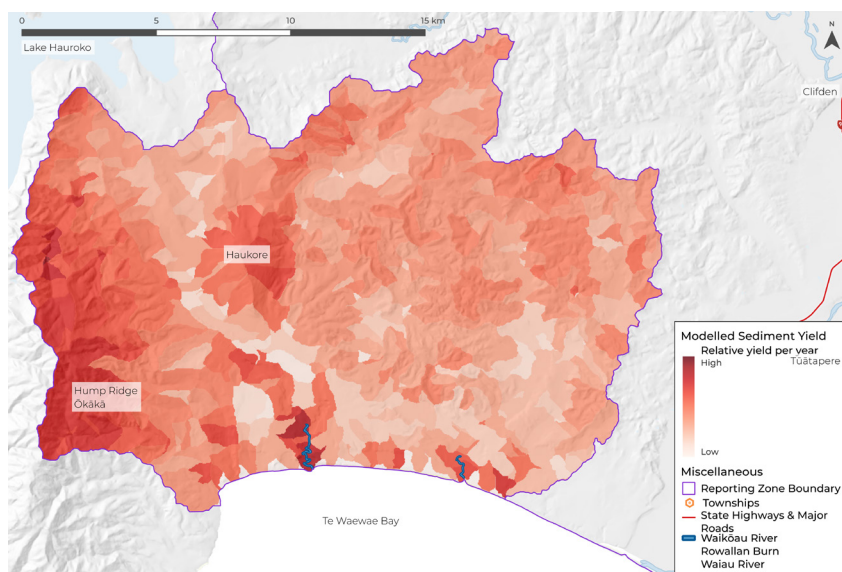 0 5 10 15 km
Lake Hauroko
N
Clifden
Haukore
Hump Ridge
Ōkākā
Te Waewae Bay
Modelled Sediment Yield
Relative yield per year
High
Tūātapere
Low
Miscellaneous
Reporting Zone Boundary
Townships
State Highways & Major
Roads
Waikōau River
Rowallan Burn
Waiau River